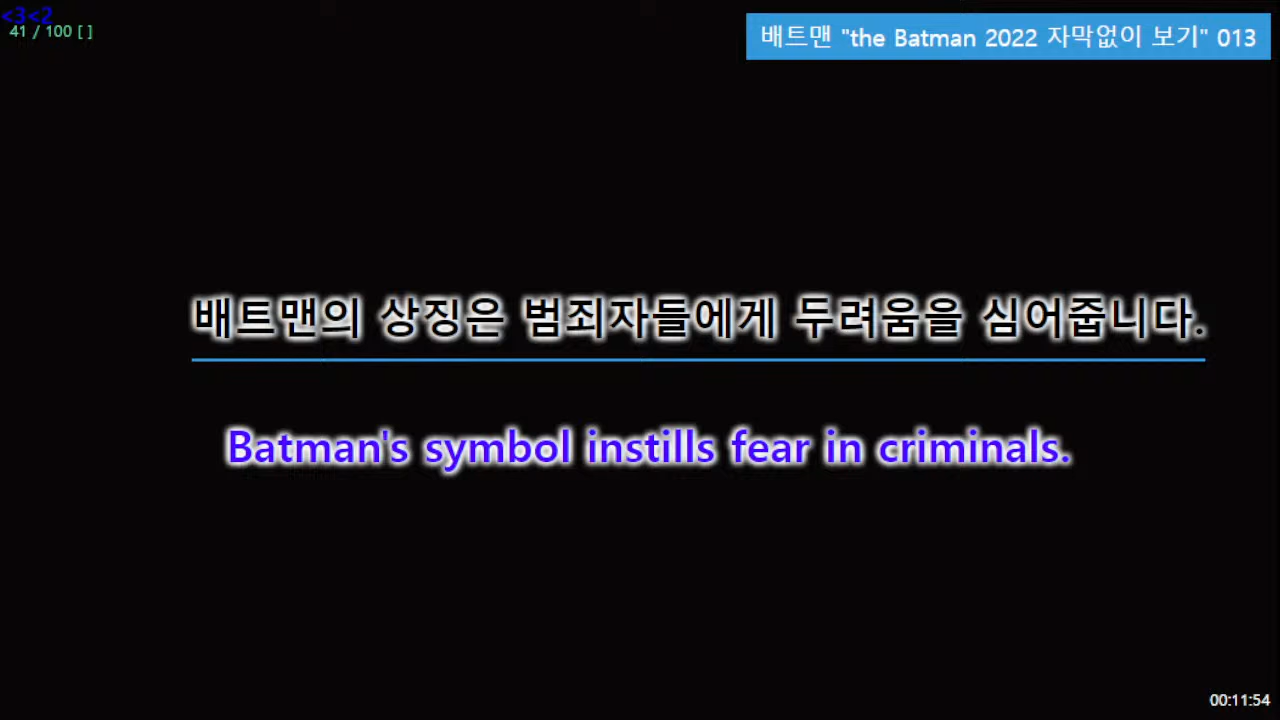 <3<2
41 / 100 [ ]
배트맨 "the Batman 2022 자막없이 보기" 013
배트맨의 상징은 범죄자들에게 두려움을 심어줍니다.
Batman's symbol instills fear in criminals.
00:11:54